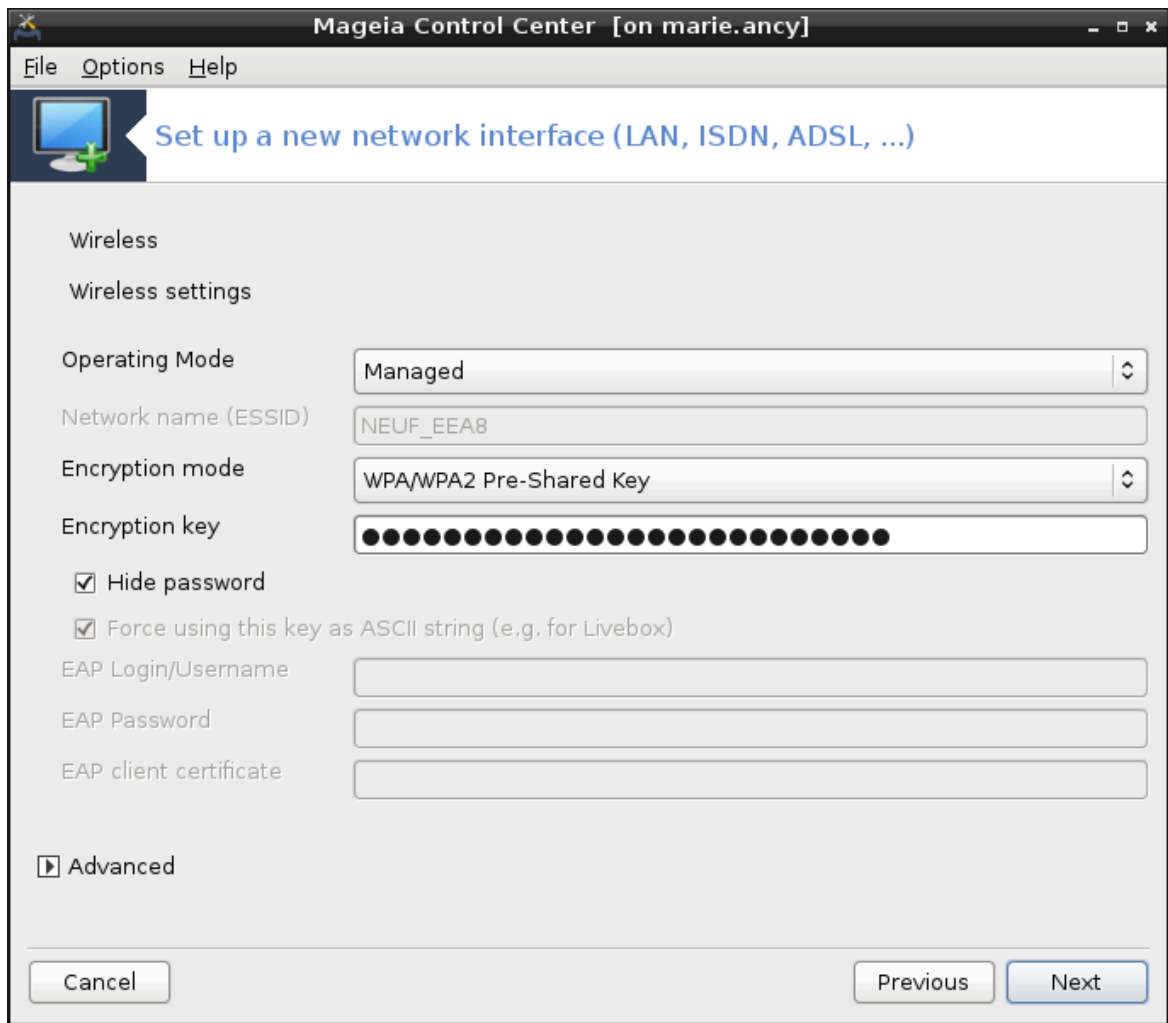 Mageia Control Center [on marie.ancy]
File Options Help
Set up a new network interface (LAN, ISDN, ADSL, ...)
Wireless
Wireless settings
Operating Mode Managed
Network name (ESSID) NEUF_EEA8
Encryption mode WPA/WPA2 Pre-Shared Key
Encryption key ●●●●●●●●●●●●●●●●●●●●●●●●●●
Hide password
Force using this key as ASCII string (e.g. for Livebox)
EAP Login/Username
EAP Password
EAP client certificate
Advanced
Cancel Previous Next